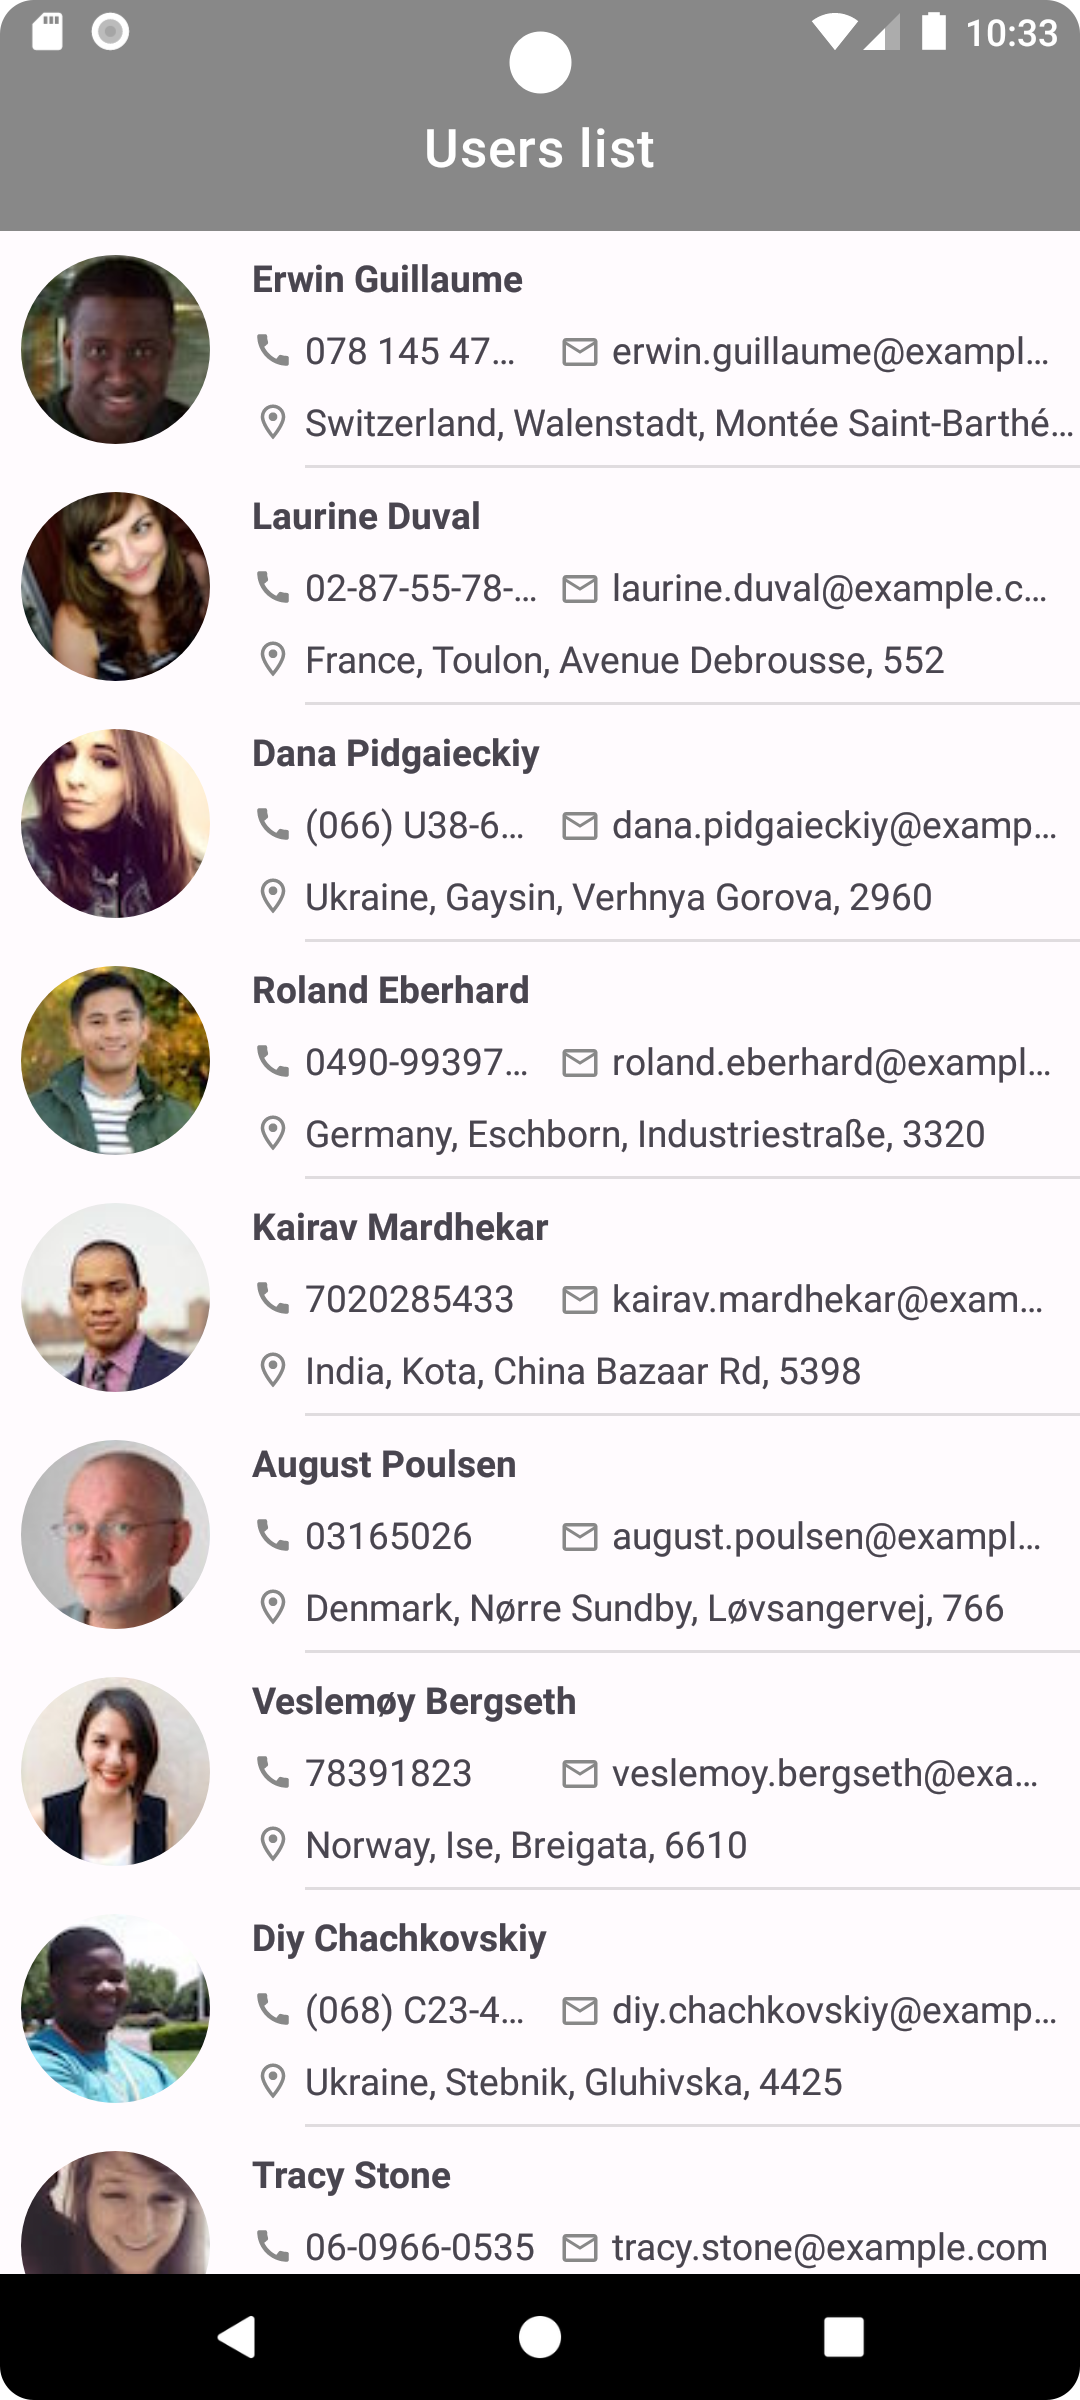 10:33
Users list
Erwin Guillaume
078 145 47... erwin.guillaume@exampl...
Switzerland, Walenstadt, Montée Saint-Barthé...
Laurine Duval
02-87-55-78-... laurine.duval@example.c...
France, Toulon, Avenue Debrousse, 552
Dana Pidgaieckiy
(066) U38-6... dana.pidgaieckiy@examp...
Ukraine, Gaysin, Verhnya Gorova, 2960
Roland Eberhard
0490-99397... roland.eberhard@exampl...
Germany, Eschborn, Industriestraße, 3320
Kairav Mardhekar
7020285433 kairav.mardhekar@exam...
India, Kota, China Bazaar Rd, 5398
August Poulsen
03165026 august.poulsen@exampl...
Denmark, Nørre Sundby, Løvsangervej, 766
Veslemøy Bergseth
78391823 veslemoy.bergseth@exa...
Norway, Ise, Breigata, 6610
Diy Chachkovskiy
(068) C23-4... diy.chachkovskiy@examp...
Ukraine, Stebnik, Gluhivska, 4425
Tracy Stone
06-0966-0535 tracy.stone@example.com